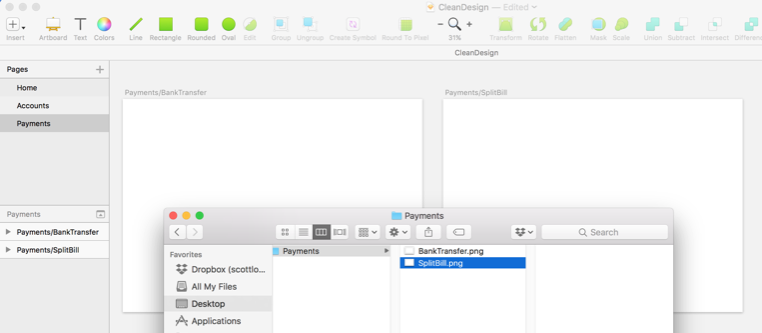 CleanDesign — Edited
Insert Artboard Text Colors Line Rectangle Rounded Oval Edit Group Ungroup Create Symbol Round To Pixel 31% Transform Rotate Flatten Mask Scale Union Subtract Intersect Differen
CleanDesign
Pages
Home
Accounts
Payments
Payments/BankTransfer Payments/SplitBill
Payments
Payments/BankTransfer
Payments/SplitBill
Payments
Search
Favorites
Dropbox (scottlo...
All My Files
Desktop
Applications
Payments
BankTransfer.png
SplitBill.png